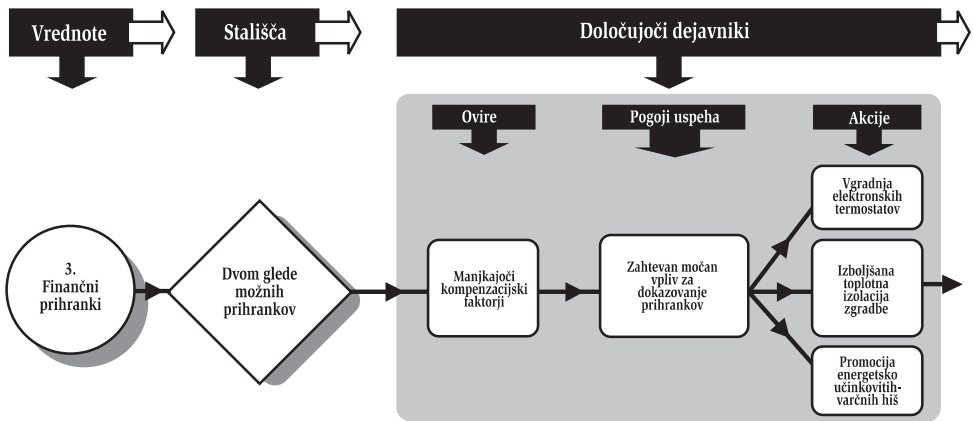 Vrednote
Stališča
Določujoči dejavniki
Ovire
Pogoji uspeha
Akcije
3.
Finančni
prihranki
Dvom glede
možnih
prihrankov
Manjkajoči
kompenzacijski
faktorji
Zahtevan močan
vpliv za
dokazovanje
prihrankov
Vgradnja
elektronskih
termostatov
Izboljšana
toplotna
izolacija
zgradbe
Promocija
energetsko
učinkovitih-
varčnih hiš